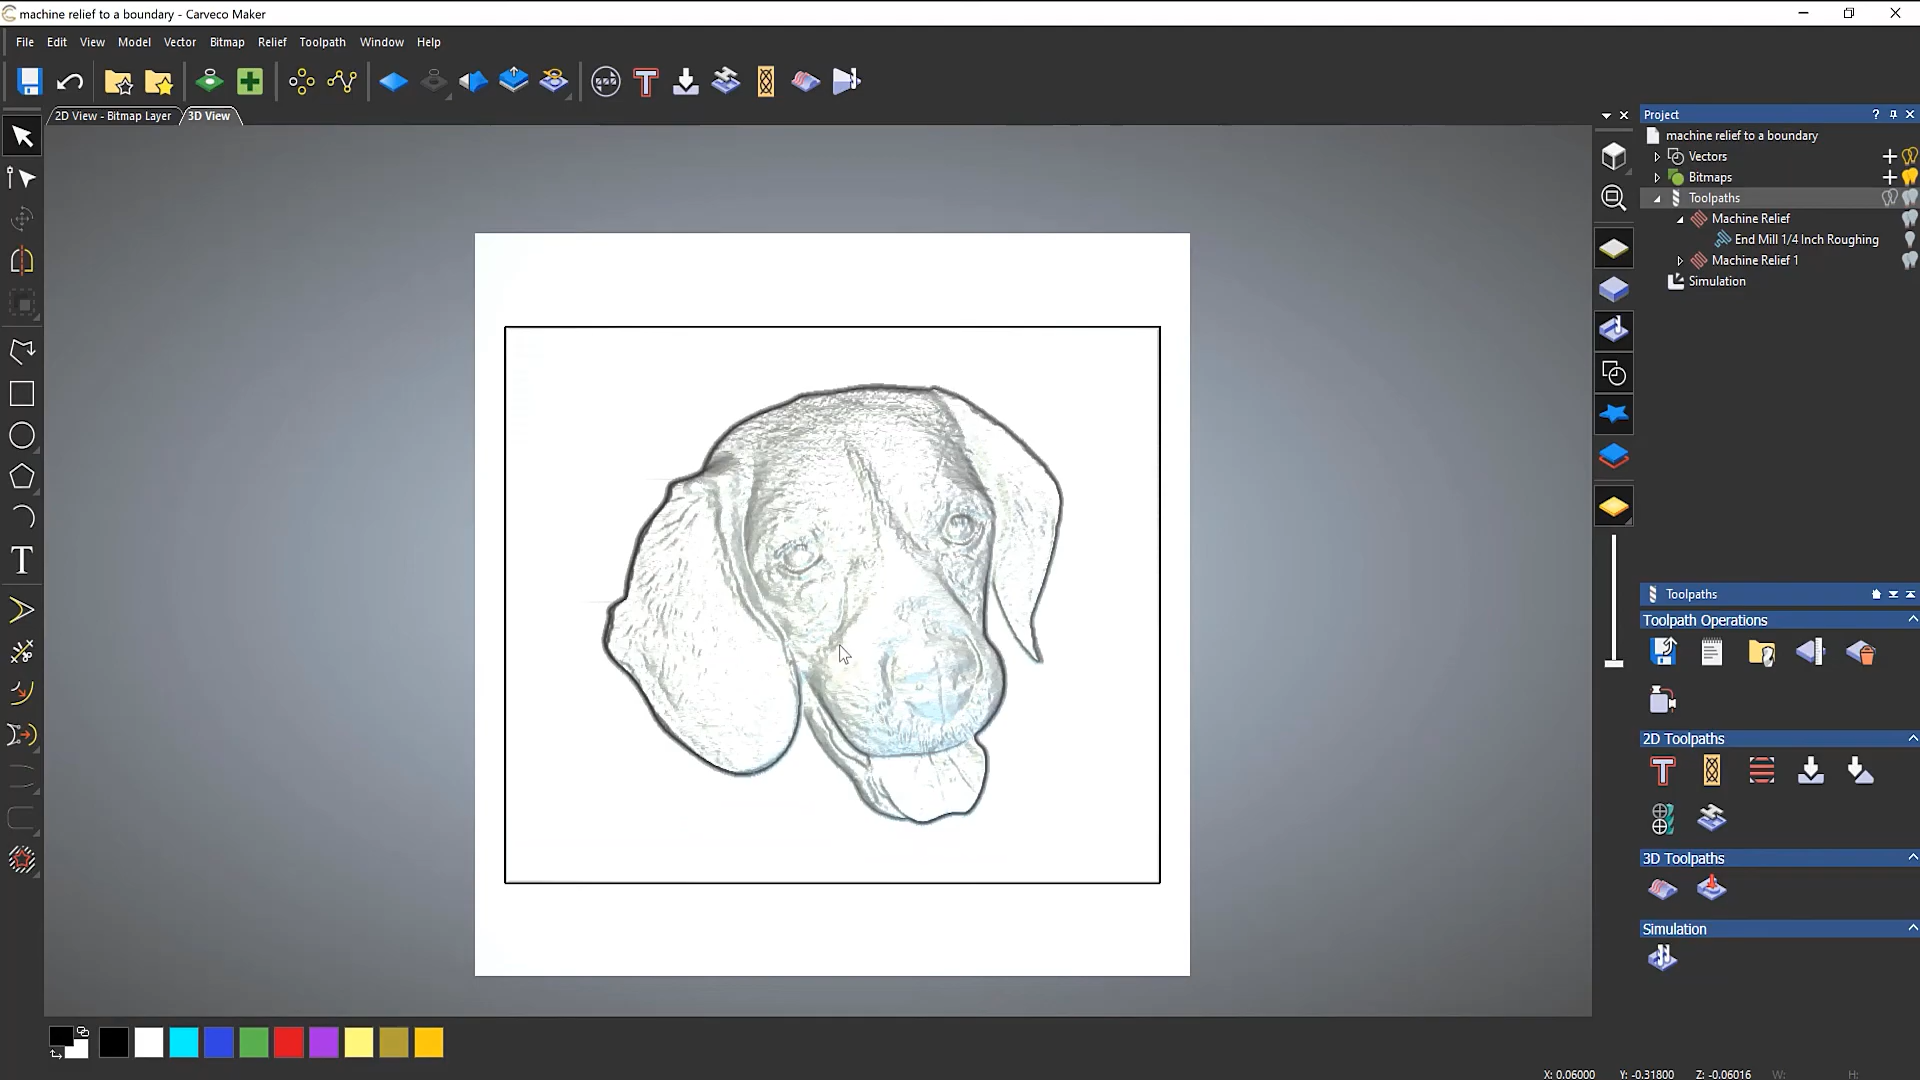 machine relief to a boundary - Carveco Maker
File Edit View Model Vector Bitmap Relief Toolpath Window Help
2D View - Bitmap Layer 3D View
Project
machine relief to a boundary
Vectors
Bitmaps
Toolpaths
Machine Relief
End Mill 1/4 Inch Roughing
Machine Relief 1
Simulation
Toolpaths
Toolpath Operations
2D Toolpaths
3D Toolpaths
Simulation
X: 0.06000 Y: -0.31800 Z: -0.06016 W: H: